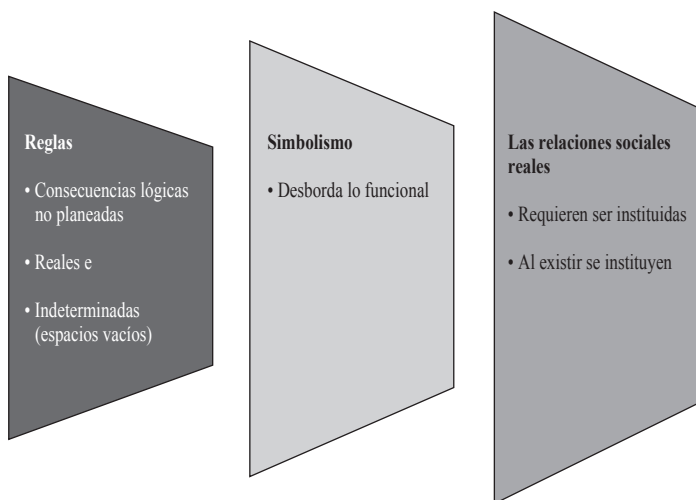 Reglas
• Consecuencias lógicas
no planeadas
• Reales e
• Indeterminadas
(espacios vacíos)
Simbolismo
• Desborda lo funcional
Las relaciones sociales
reales
• Requieren ser instituidas
• Al existir se instituyen